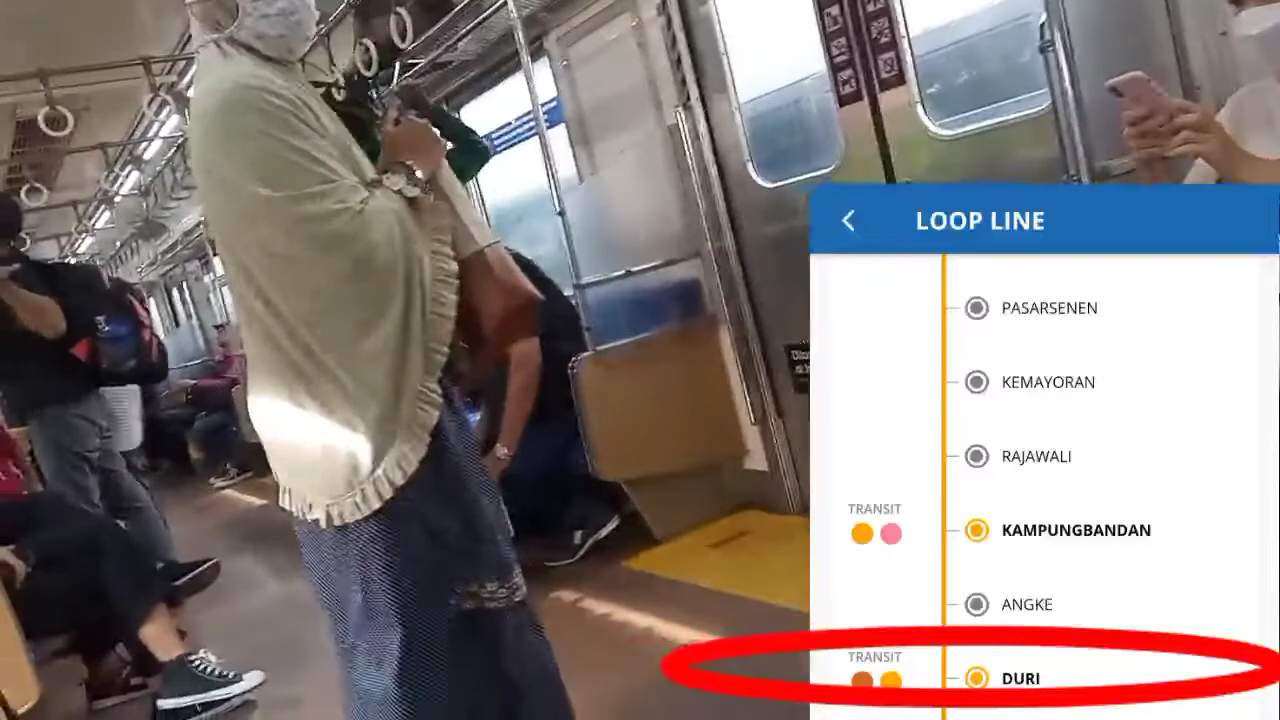 LOOP LINE
PASARSENEN
KEMAYORAN
RAJAWALI
TRANSIT
KAMPUNGBANDAN
ANGKE
TRANSIT
DURI